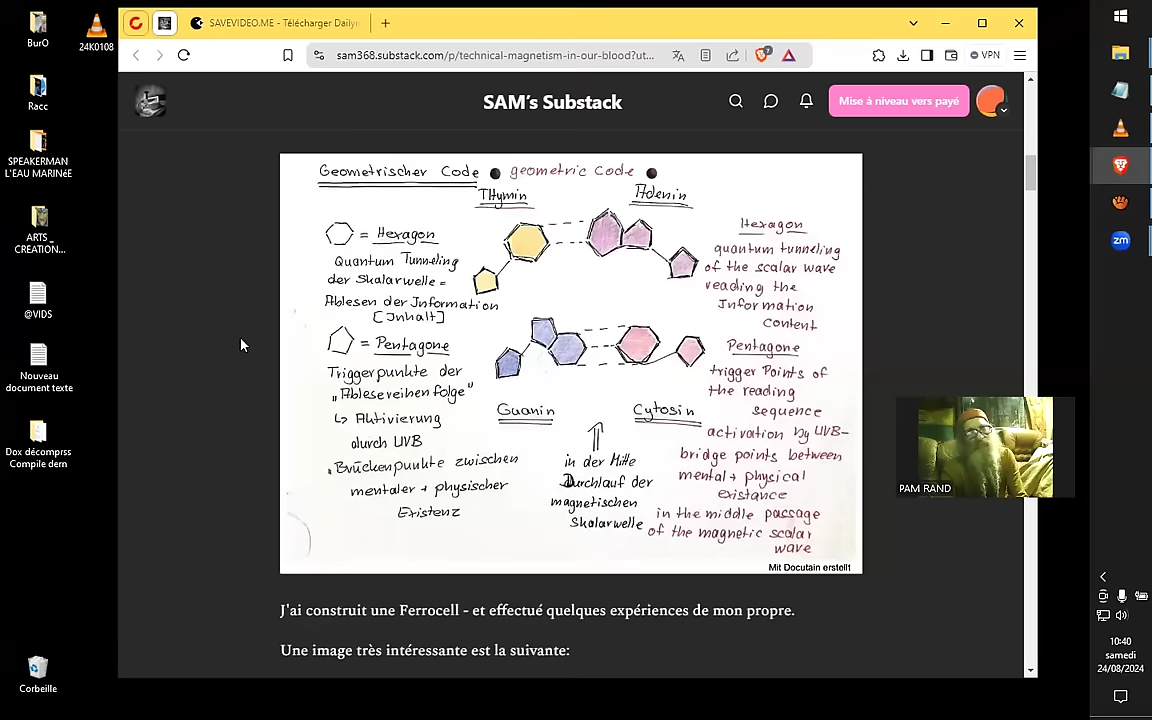 BurO
24K0108
Racc
SPEAKERMAN
L'EAU MARINéE
ARTS_
CREATION...
@VIDS
Nouveau
document texte
Dox décomprss
Compile dern
Corbeille
SAVEVIDEO.ME - Télécharger Dailyn
sam368.substack.com/p/technical-magnetism-in-our-blood?ut...
VPN
SAM's Substack
Mise à niveau vers payé
Geometrischer Code
geometric code
Thymin
Adenin
= Hexagon
Quantum Tunneling
der Skalarwelle =
Ablesen der Information
[Inhalt]
= Pentagone
Triggerpunkte der
„Ablesereihenfolge"
↳ Aktivierung
durch UVB
„Brückenpunkte zwischen
mentaler + physischer
Existenz
Guanin
Cytosin
in der Mitte
Durchlauf der
magnetischen
Skalarwelle
Hexagon
quantum tunneling
of the scalar wave
reading the
Information
content
Pentagone
trigger Points of
the reading
sequence
activation by UVB-
bridge points between
mental + physical
existance
in the middle passage
of the magnetic scalar
wave
Mit Docutain erstellt
J'ai construit une Ferrocell - et effectué quelques expériences de mon propre.
Une image très intéressante est la suivante:
PAM RAND
zm
10:40
samedi
24/08/2024